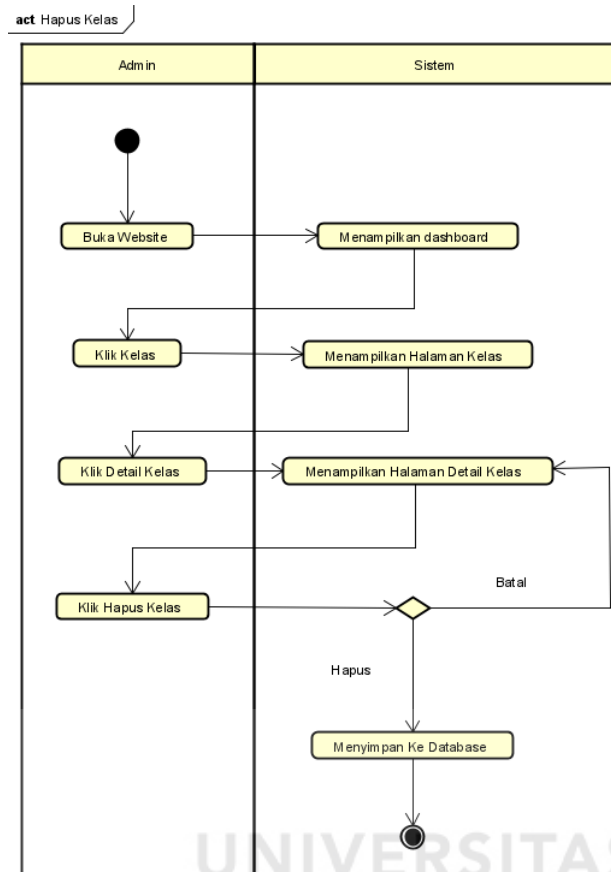 act Hapus Kelas
Admin
Sistem
Buka Website
Menampilkan dashboard
Klik Kelas
Menampilkan Halaman Kelas
Klik Detail Kelas
Menampilkan Halaman Detail Kelas
Batal
Klik Hapus Kelas
Hapus
Menyimpan Ke Database
UNIVERSITAS